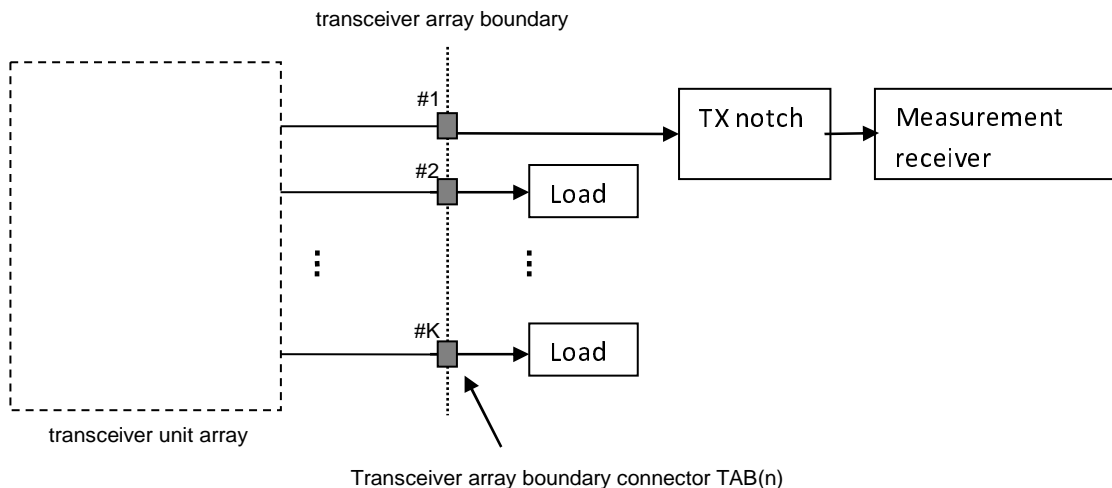 transceiver array boundary
#1
TX notch
Measurement
receiver
#2
Load
#K
Load
transceiver unit array
Transceiver array boundary connector TAB(n)